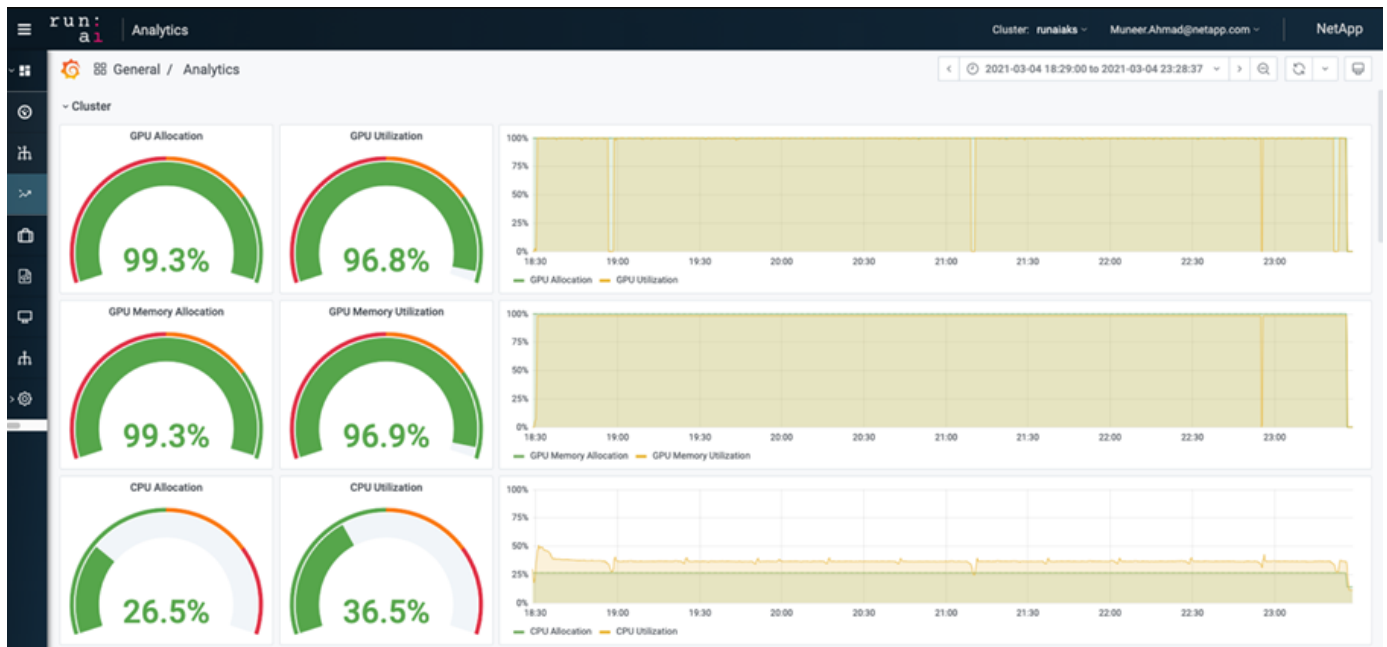 run: ai Analytics Cluster: runaiaks Muneer.Ahmad@netapp.com NetApp
General / Analytics 2021-03-04 18:29:00 to 2021-03-04 23:28:37
Cluster
GPU Allocation
99.3%
GPU Utilization
96.8%
100%
75%
50%
25%
0%
18:30 19:00 19:30 20:00 20:30 21:00 21:30 22:00 22:30 23:00
GPU Allocation GPU Utilization
GPU Memory Allocation
99.3%
GPU Memory Utilization
96.9%
100%
75%
50%
25%
0%
18:30 19:00 19:30 20:00 20:30 21:00 21:30 22:00 22:30 23:00
GPU Memory Allocation GPU Memory Utilization
CPU Allocation
26.5%
CPU Utilization
36.5%
100%
75%
50%
25%
0%
18:30 19:00 19:30 20:00 20:30 21:00 21:30 22:00 22:30 23:00
CPU Allocation CPU Utilization